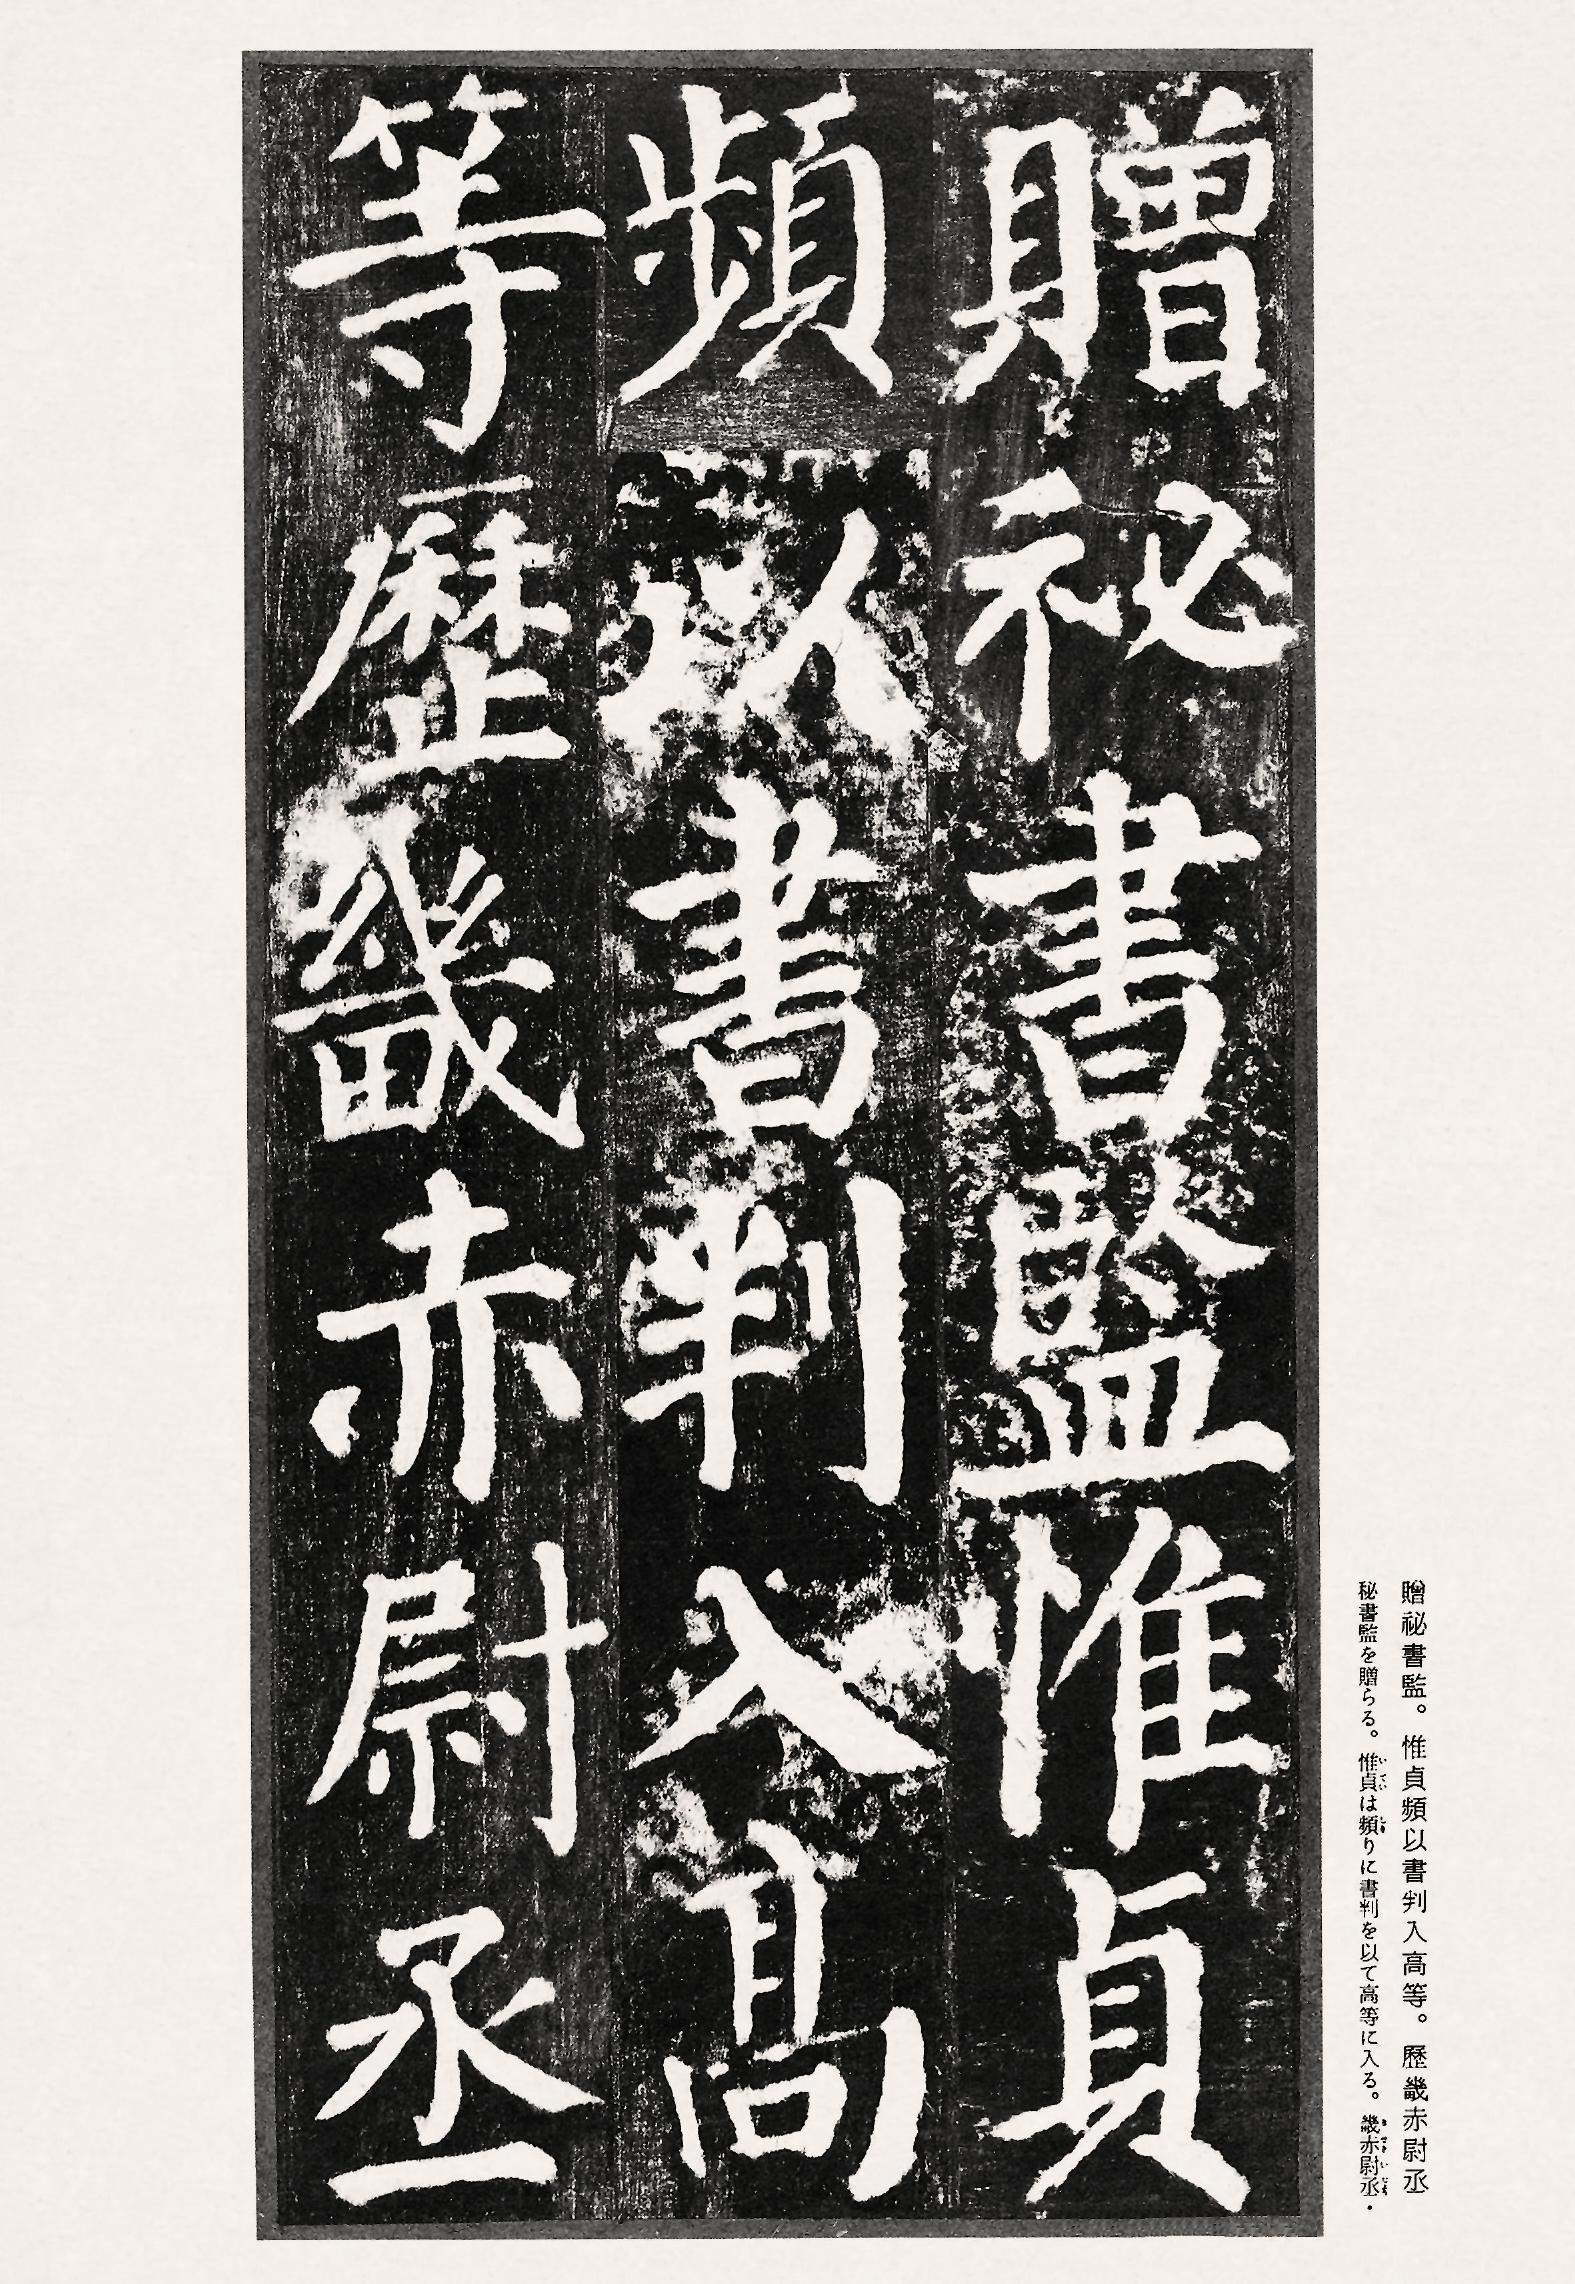 贈祕書監惟貞
頻以書判入高
等歷畿赤尉丞
贈祕書監。惟貞頻以書判入高等。歷畿赤尉丞
秘書監を贈らる。惟貞は頻りに書判を以て高等に入る。畿赤尉丞・